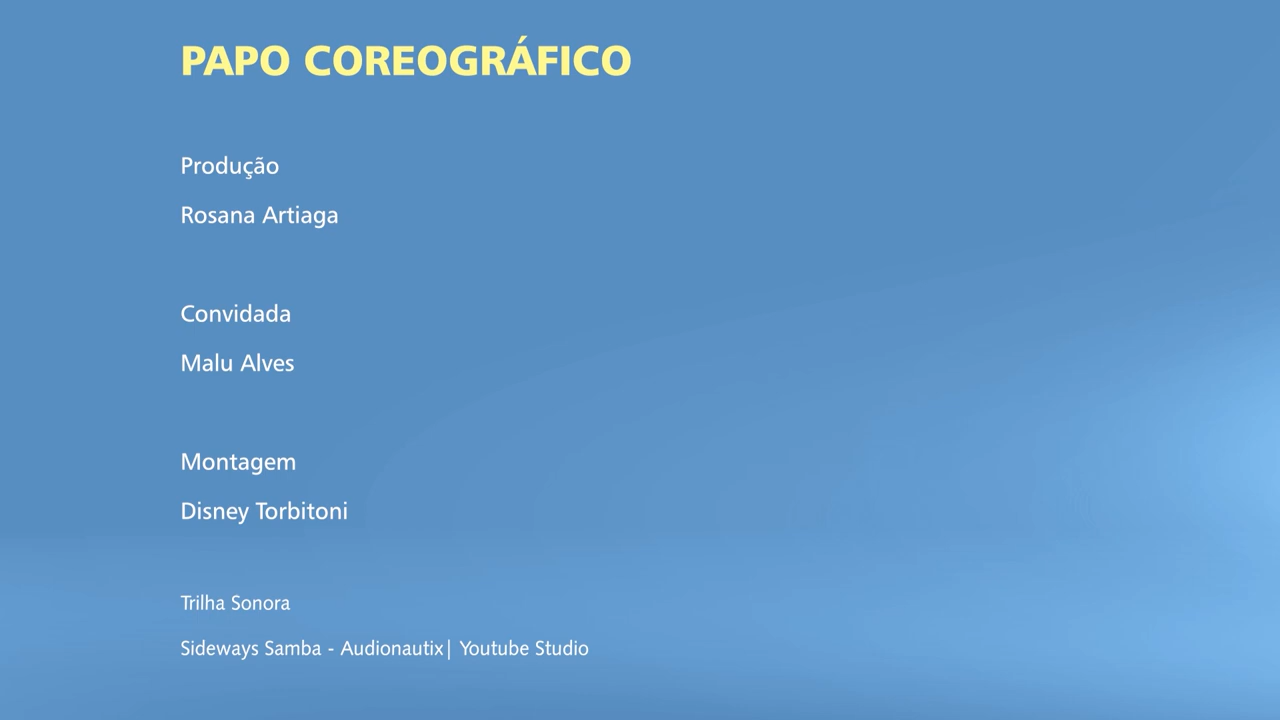 PAPO COREOGRÁFICO
Produção
Rosana Artiaga
Convidada
Malu Alves
Montagem
Disney Torbitoni
Trilha Sonora
Sideways Samba - Audionautix| Youtube Studio